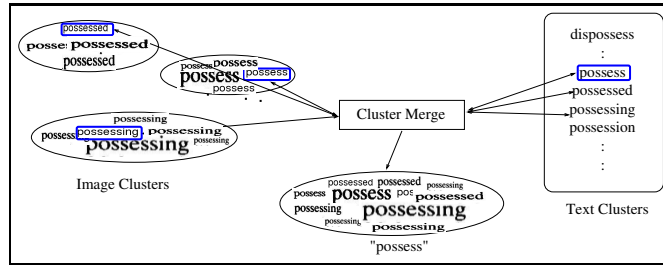 possessed
posses possessed
possessed
possess possess
possess possess
possess
possessing
possess possessing possessing
possessing possessing
Image Clusters
Cluster Merge
possessed possessed possessing
possess possess pos possessed
possessing possessing
possessing possessing
"possess"
dispossess
:
possess
possessed
possessing
possession
:
:
Text Clusters